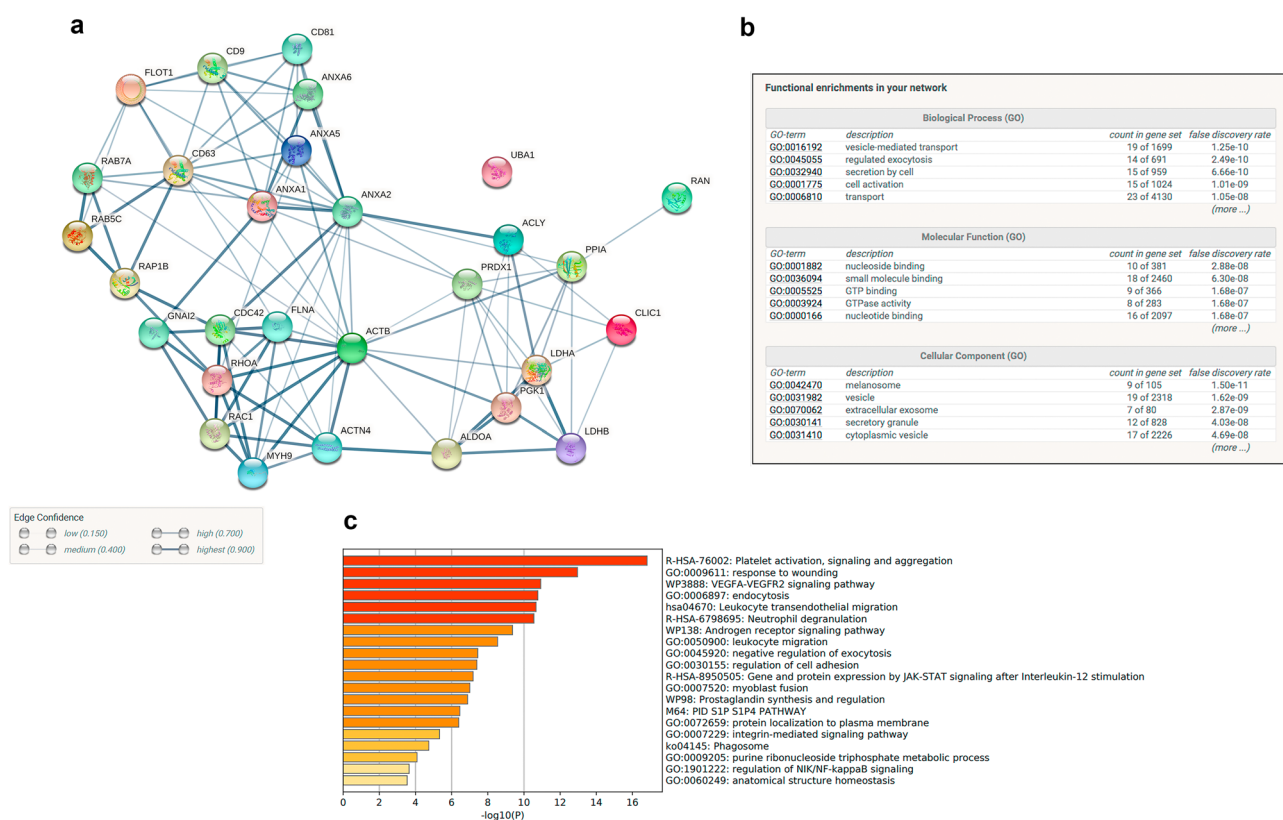 a
CD81
CD9
FLOT1
ANXA6
ANXA5
RAB7A
CD63
UBA1
ANXA1
ANXA2
RAN
RAB5C
ACLY
PPIA
RAP1B
PRDX1
GNAI2
CDC42
FLNA
ACTB
CLIC1
RHOA
LDHA
PGK1
RAC1
ACTN4
ALDOA
LDHB
MYH9
Edge Confidence
low (0.150)
high (0.700)
medium (0.400)
highest (0.900)
b
Functional enrichments in your network
Biological Process (GO)
GO-term description count in gene set false discovery rate
GO:0016192 vesicle-mediated transport 19 of 1699 1.25e-10
GO:0045055 regulated exocytosis 14 of 691 2.49e-10
GO:0032940 secretion by cell 15 of 959 6.66e-10
GO:0001775 cell activation 15 of 1024 1.01e-09
GO:0006810 transport 23 of 4130 1.05e-08
(more ...)
Molecular Function (GO)
GO-term description count in gene set false discovery rate
GO:0001882 nucleoside binding 10 of 381 2.88e-08
GO:0036094 small molecule binding 18 of 2460 6.30e-08
GO:0005525 GTP binding 9 of 366 1.68e-07
GO:0003924 GTPase activity 8 of 283 1.68e-07
GO:0000166 nucleotide binding 16 of 2097 1.68e-07
(more ...)
Cellular Component (GO)
GO-term description count in gene set false discovery rate
GO:0042470 melanosome 9 of 105 1.50e-11
GO:0031982 vesicle 19 of 2318 1.62e-09
GO:0070062 extracellular exosome 7 of 80 2.87e-09
GO:0030141 secretory granule 12 of 828 4.03e-08
GO:0031410 cytoplasmic vesicle 17 of 2226 4.69e-08
(more ...)
c
R-HSA-76002: Platelet activation, signaling and aggregation
GO:0009611: response to wounding
WP3888: VEGFA-VEGFR2 signaling pathway
GO:0006897: endocytosis
hsa04670: Leukocyte transendothelial migration
R-HSA-6798695: Neutrophil degranulation
WP138: Androgen receptor signaling pathway
GO:0050900: leukocyte migration
GO:0045920: negative regulation of exocytosis
GO:0030155: regulation of cell adhesion
R-HSA-8950505: Gene and protein expression by JAK-STAT signaling after Interleukin-12 stimulation
GO:0007520: myoblast fusion
WP98: Prostaglandin synthesis and regulation
M64: PID S1P S1P4 PATHWAY
GO:0072659: protein localization to plasma membrane
GO:0007229: integrin-mediated signaling pathway
ko04145: Phagosome
GO:0009205: purine ribonucleoside triphosphate metabolic process
GO:1901222: regulation of NIK/NF-kappaB signaling
GO:0060249: anatomical structure homeostasis
0 2 4 6 8 10 12 14 16
-log10(P)